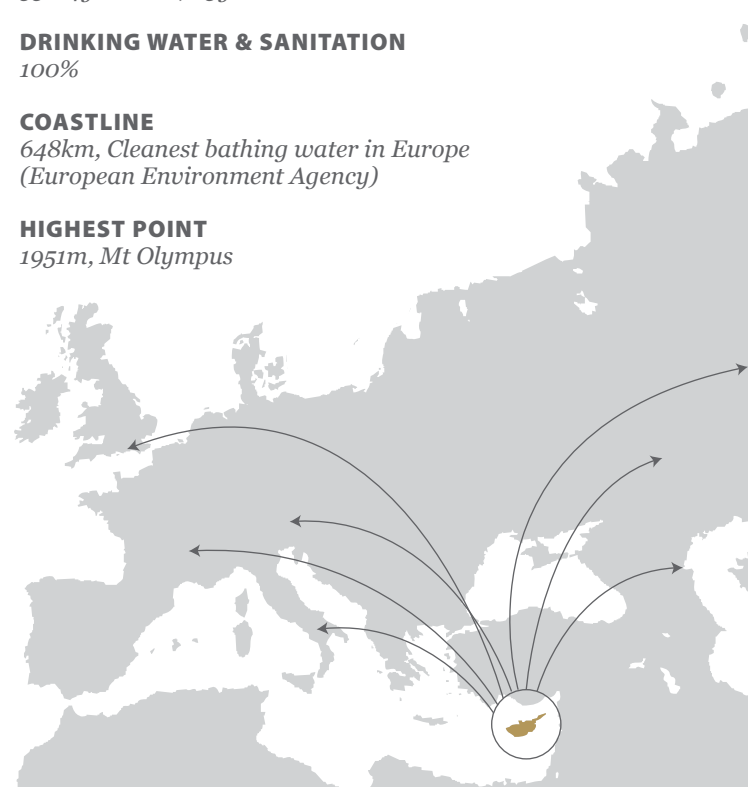 DRINKING WATER & SANITATION
100%
COASTLINE
648km, Cleanest bathing water in Europe
(European Environment Agency)
HIGHEST POINT
1951m, Mt Olympus